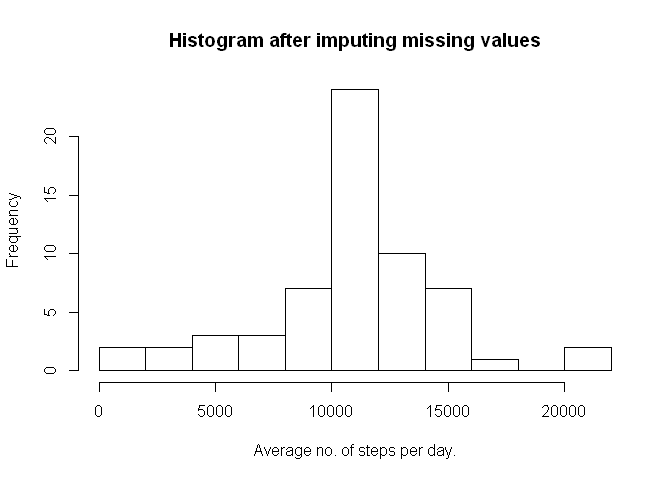 Histogram after imputing missing values
Frequency
20
15
10
5
0
0 5000 10000 15000 20000
Average no. of steps per day.